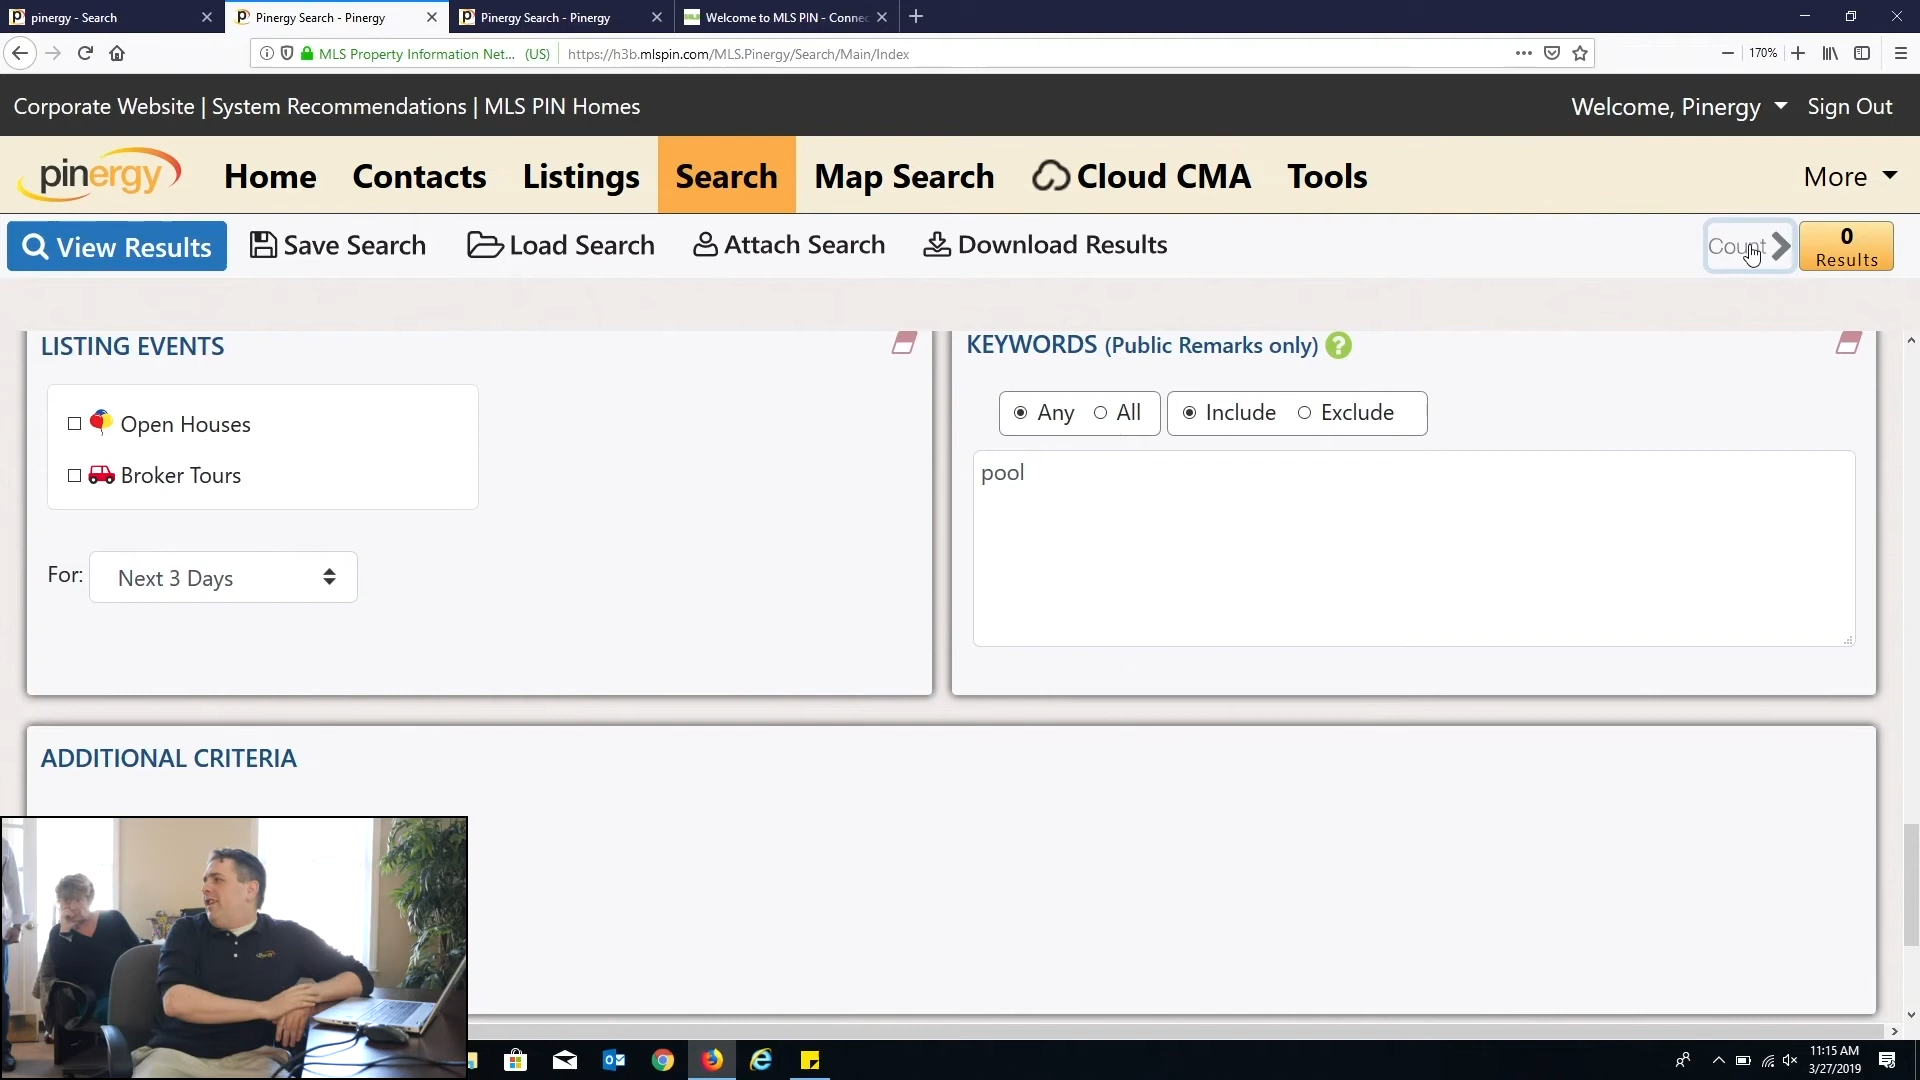 pinergy - Search
Pinergy Search - Pinergy
Pinergy Search - Pinergy
Welcome to MLS PIN - Connec
MLS Property Information Net... (US)
https://h3b.mlspin.com/MLS.Pinergy/Search/Main/Index
170%
Corporate Website | System Recommendations | MLS PIN Homes
Welcome, Pinergy
Sign Out
pinergy
Home
Contacts
Listings
Search
Map Search
Cloud CMA
Tools
More
View Results
Save Search
Load Search
Attach Search
Download Results
Count
0
Results
LISTING EVENTS
Open Houses
Broker Tours
For:
Next 3 Days
KEYWORDS (Public Remarks only) ?
Any
All
Include
Exclude
pool
ADDITIONAL CRITERIA
11:15 AM
3/27/2019